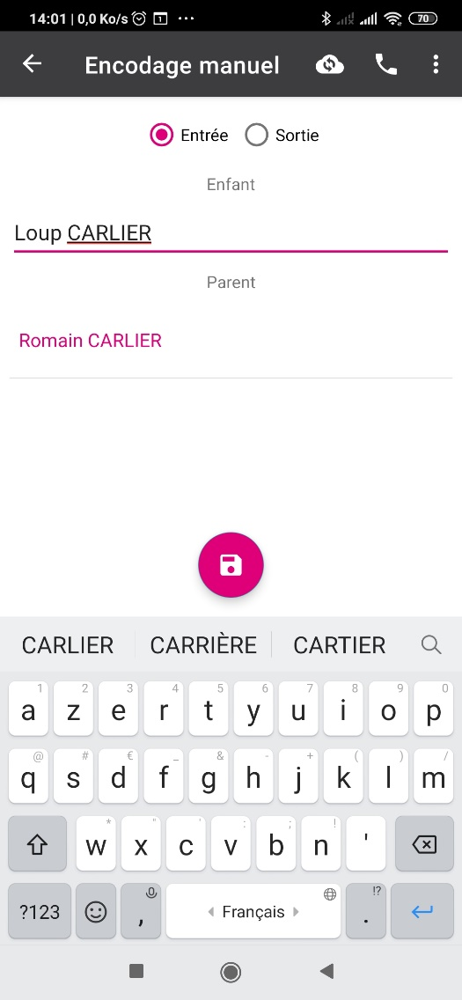 14:01 | 0,0 Ko/s 1 ... 70
Encodage manuel
Entrée Sortie
Enfant
Loup CARLIER
Parent
Romain CARLIER
CARLIER CARRIÈRE CARTIER
1 2 3 4 5 6 7 8 9 0
a z e r t y u i o p
@ # € _ & - + ( ) /
q s d f g h j k l m
* " ' : ; !
w x c v b n '
!?
?123 , Français .